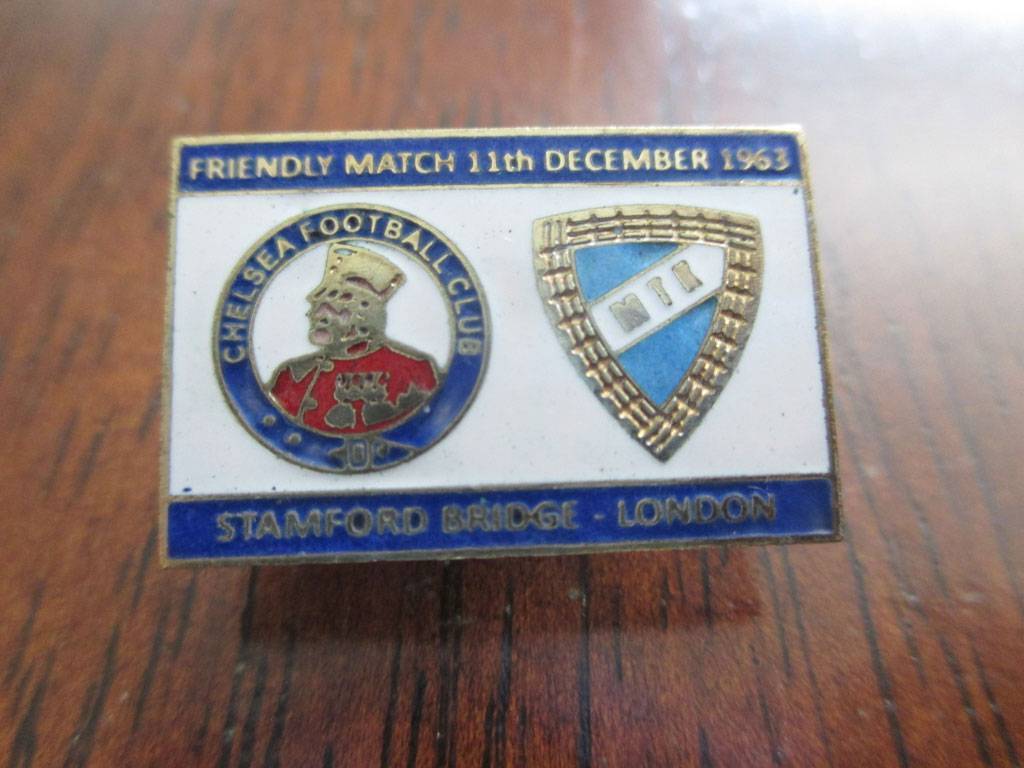 FRIENDLY MATCH 11th DECEMBER 1963
CHELSEA FOOTBALL CLUB
MTK
STAMFORD BRIDGE - LONDON